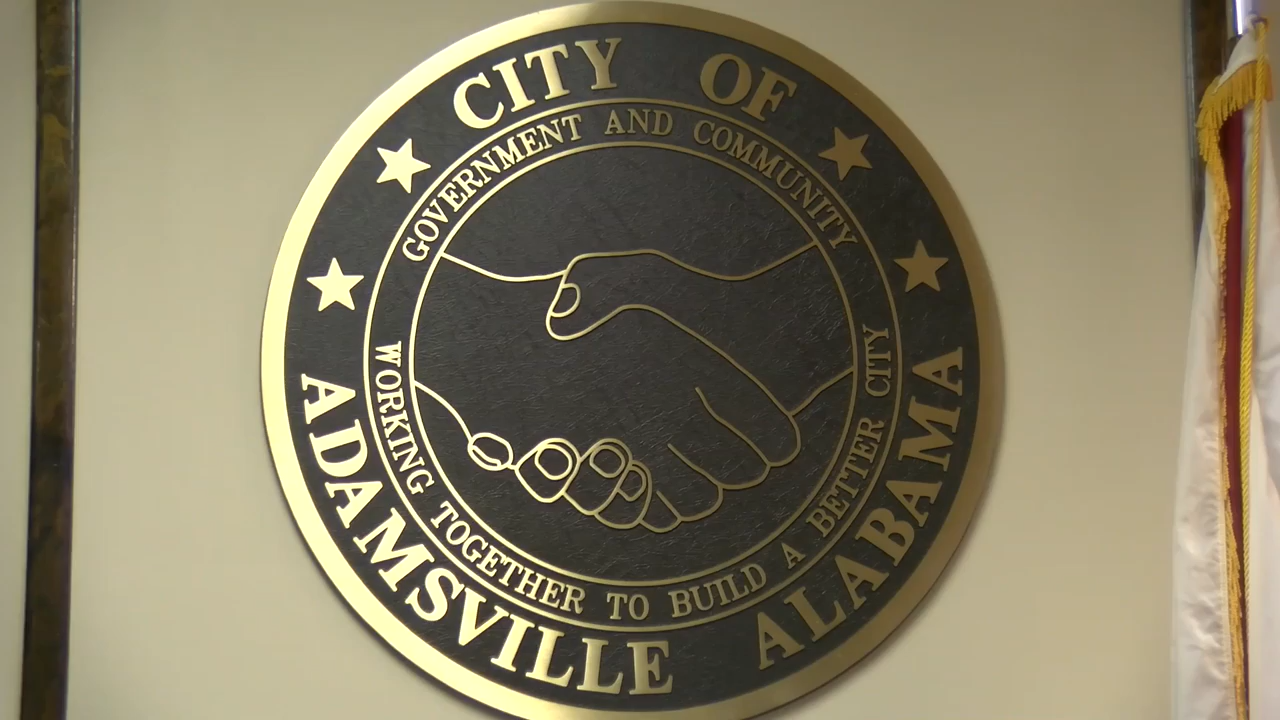 CITY OF
GOVERNMENT AND COMMUNITY
WORKING TOGETHER TO BUILD A BETTER CITY
ADAMSVILLE ALABAMA